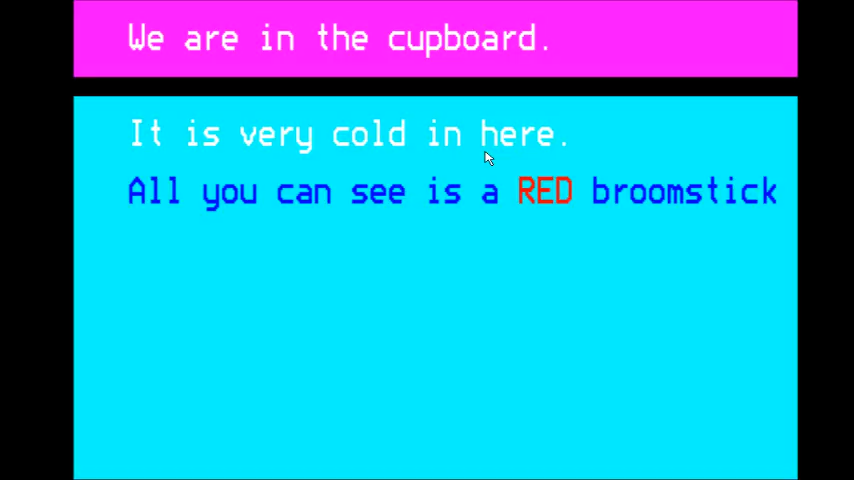 We are in the cupboard.
It is very cold in here.
All you can see is a RED broomstick